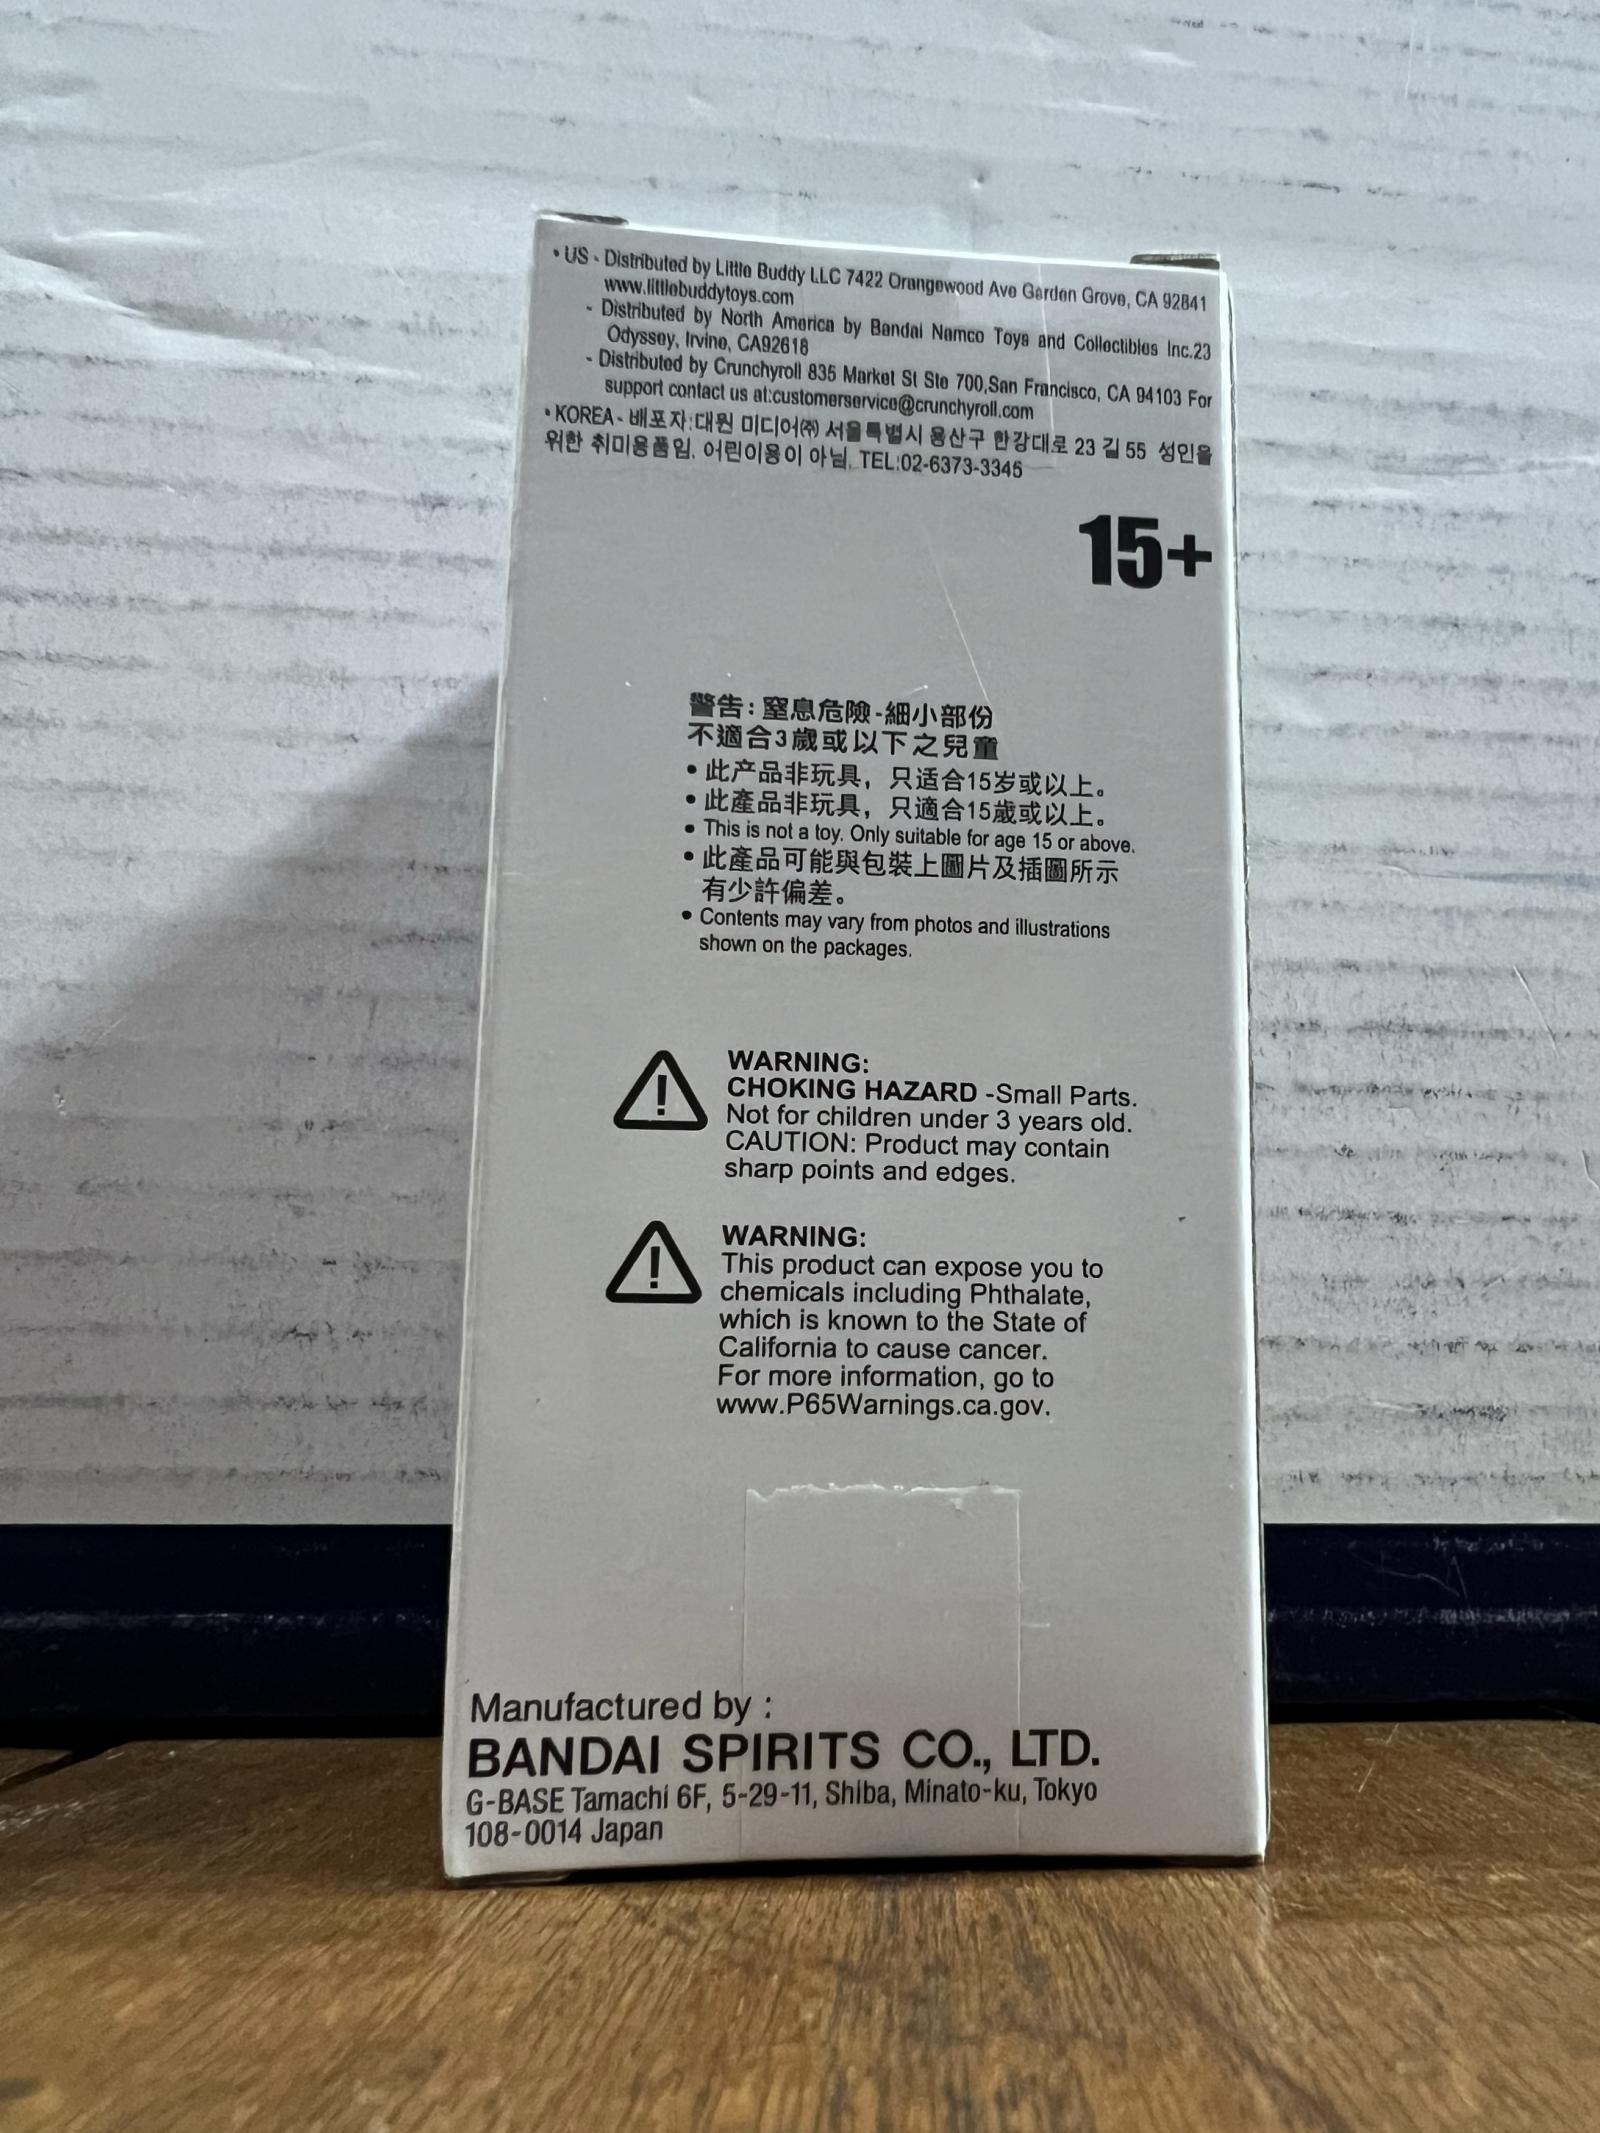 • US - Distributed by Little Buddy LLC 7422 Orangewood Ave Garden Grove, CA 92841
www.littlebuddytoys.com
- Distributed by North America by Bandai Namco Toys and Collectibles Inc.23
Odyssey, Irvine, CA92618
- Distributed by Crunchyroll 835 Market St Ste 700,San Francisco, CA 94103 For
support contact us at:customerservice@crunchyroll.com
• KOREA - 배포자:대원 미디어㈜ 서울특별시 용산구 한강대로 23 길 55 성인을
위한 취미용품임. 어린이용이 아님. TEL:02-6373-3345
15+
警告: 窒息危險-細小部份
不適合3歲或以下之兒童
• 此产品非玩具，只适合15岁或以上。
• 此產品非玩具，只適合15歲或以上。
• This is not a toy. Only suitable for age 15 or above.
• 此產品可能與包裝上圖片及插圖所示
有少許偏差。
• Contents may vary from photos and illustrations
shown on the packages.
WARNING:
CHOKING HAZARD -Small Parts.
Not for children under 3 years old.
CAUTION: Product may contain
sharp points and edges.
WARNING:
This product can expose you to
chemicals including Phthalate,
which is known to the State of
California to cause cancer.
For more information, go to
www.P65Warnings.ca.gov.
Manufactured by :
BANDAI SPIRITS CO., LTD.
G-BASE Tamachi 6F, 5-29-11, Shiba, Minato-ku, Tokyo
108-0014 Japan